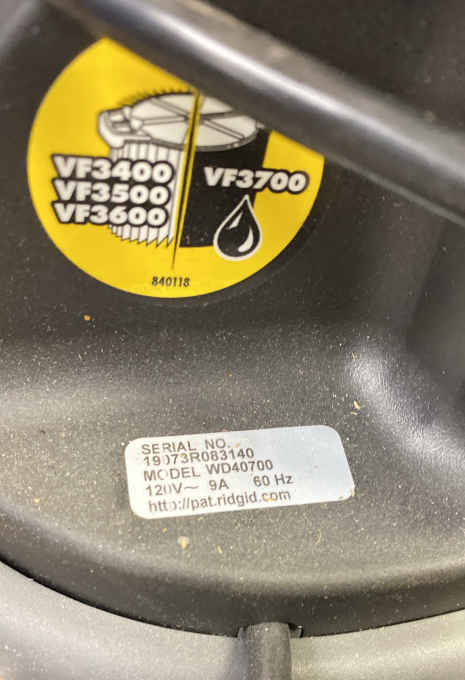 VF3400
VF3500
VF3600
VF3700
840118
SERIAL NO.
19073R083140
MODEL WD40700
120V~ 9A 60 Hz
http://pat.ridgid.com